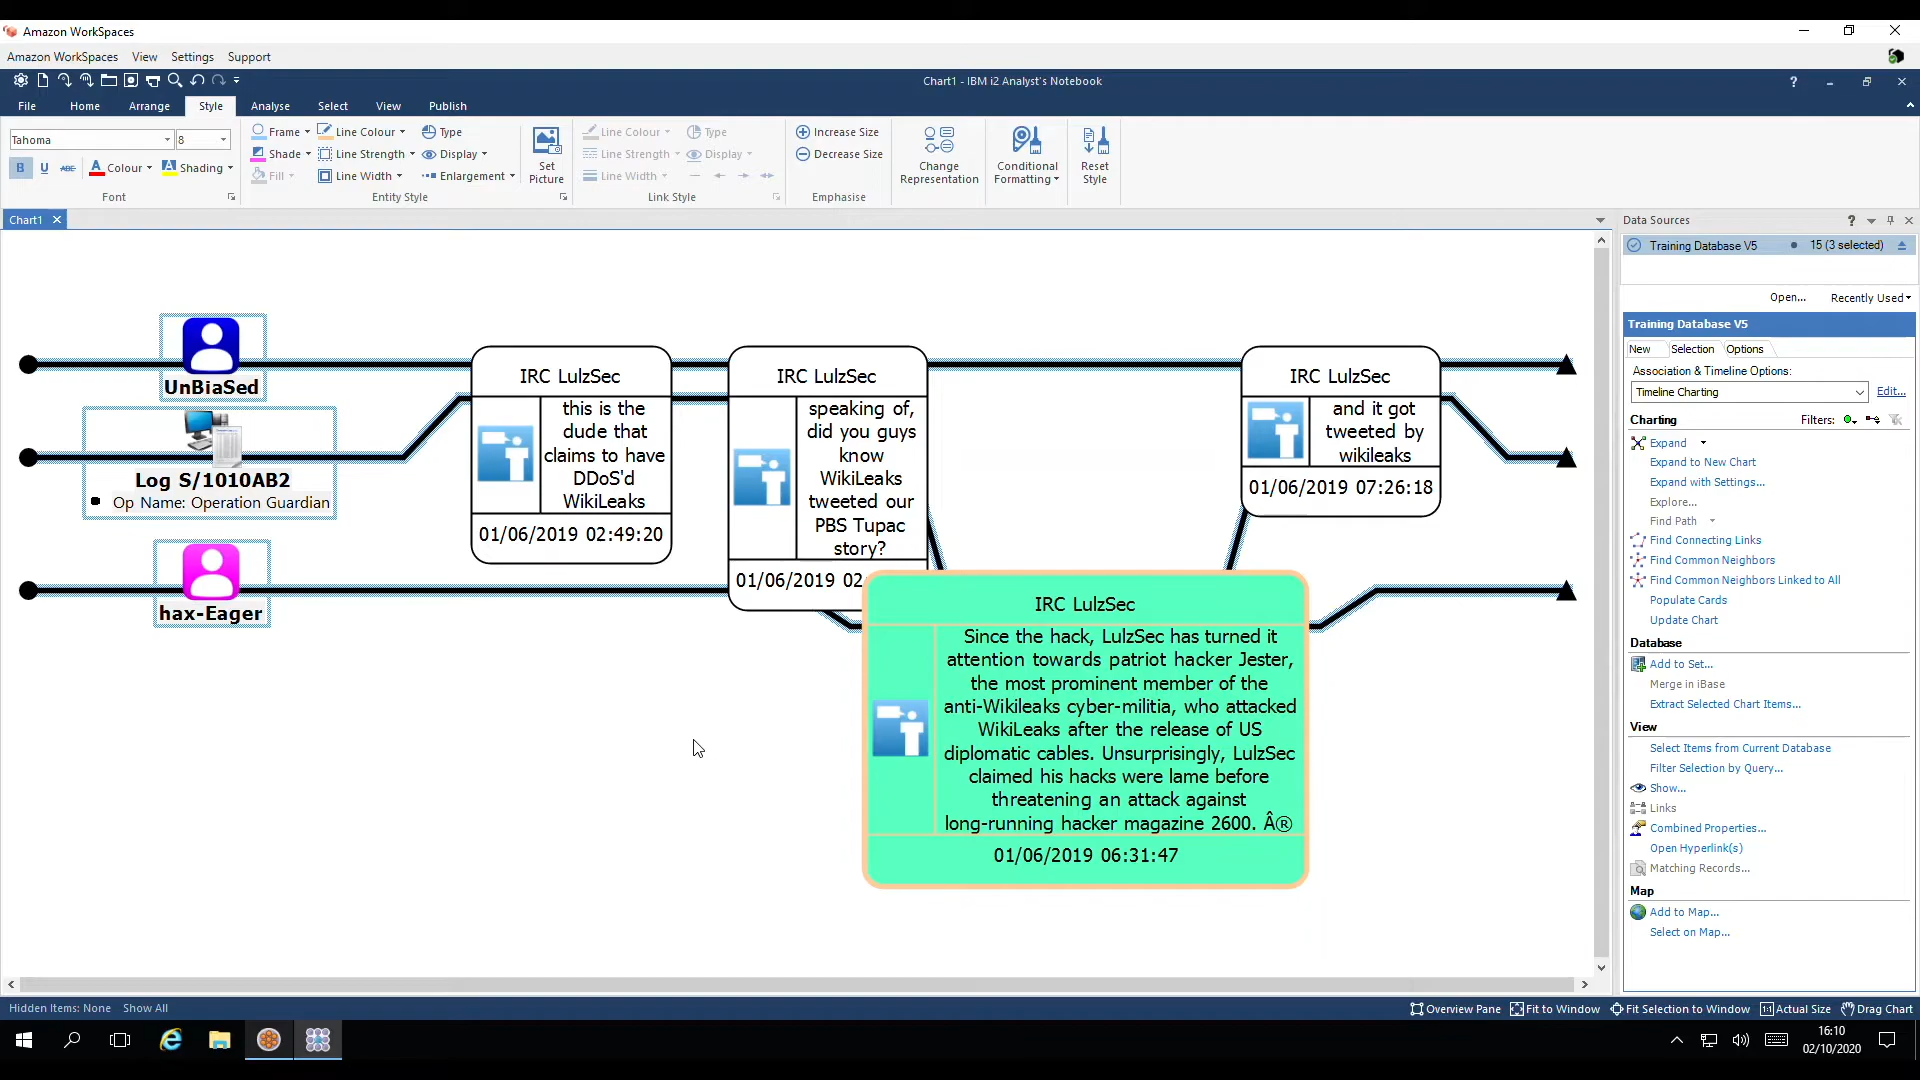 Amazon WorkSpaces
Amazon WorkSpaces View Settings Support
Chart1 - IBM i2 Analyst's Notebook
File Home Arrange Style Analyse Select View Publish
Tahoma 8
B U ABC Colour Shading
Font
Frame Line Colour Type
Shade Line Strength Display
Fill Line Width Enlargement
Entity Style
Set
Picture
Line Colour Type
Line Strength Display
Line Width
Link Style
Increase Size
Decrease Size
Emphasise
Change
Representation
Conditional
Formatting
Reset
Style
Chart1
UnBiaSed
Log S/1010AB2
Op Name: Operation Guardian
hax-Eager
IRC LulzSec
this is the
dude that
claims to have
DDoS'd
WikiLeaks
01/06/2019 02:49:20
IRC LulzSec
speaking of,
did you guys
know
WikiLeaks
tweeted our
PBS Tupac
story?
01/06/2019 02
IRC LulzSec
Since the hack, LulzSec has turned it
attention towards patriot hacker Jester,
the most prominent member of the
anti-Wikileaks cyber-militia, who attacked
WikiLeaks after the release of US
diplomatic cables. Unsurprisingly, LulzSec
claimed his hacks were lame before
threatening an attack against
long-running hacker magazine 2600. Â®
01/06/2019 06:31:47
IRC LulzSec
and it got
tweeted by
wikileaks
01/06/2019 07:26:18
Data Sources
Training Database V5 • 15 (3 selected)
Open... Recently Used
Training Database V5
New Selection Options
Association & Timeline Options:
Timeline Charting Edit...
Charting Filters:
Expand
Expand to New Chart
Expand with Settings...
Explore...
Find Path
Find Connecting Links
Find Common Neighbors
Find Common Neighbors Linked to All
Populate Cards
Update Chart
Database
Add to Set...
Merge in iBase
Extract Selected Chart Items...
View
Select Items from Current Database
Filter Selection by Query...
Show...
Links
Combined Properties...
Open Hyperlink(s)
Matching Records...
Map
Add to Map...
Select on Map...
Hidden Items: None Show All
Overview Pane Fit to Window Fit Selection to Window 1:1 Actual Size Drag Chart
16:10
02/10/2020